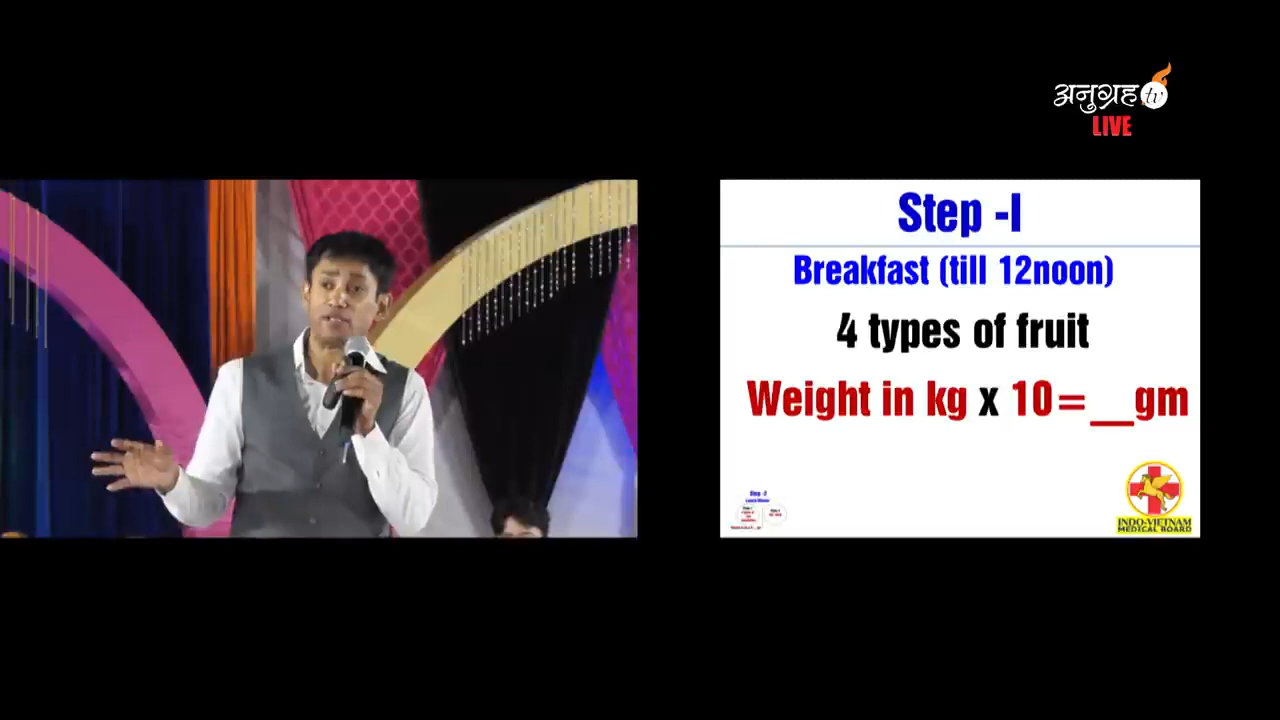 अनुग्रह tv
LIVE
Step -I
Breakfast (till 12noon)
4 types of fruit
Weight in kg x 10=__gm
INDO-VIETNAM
MEDICAL BOARD